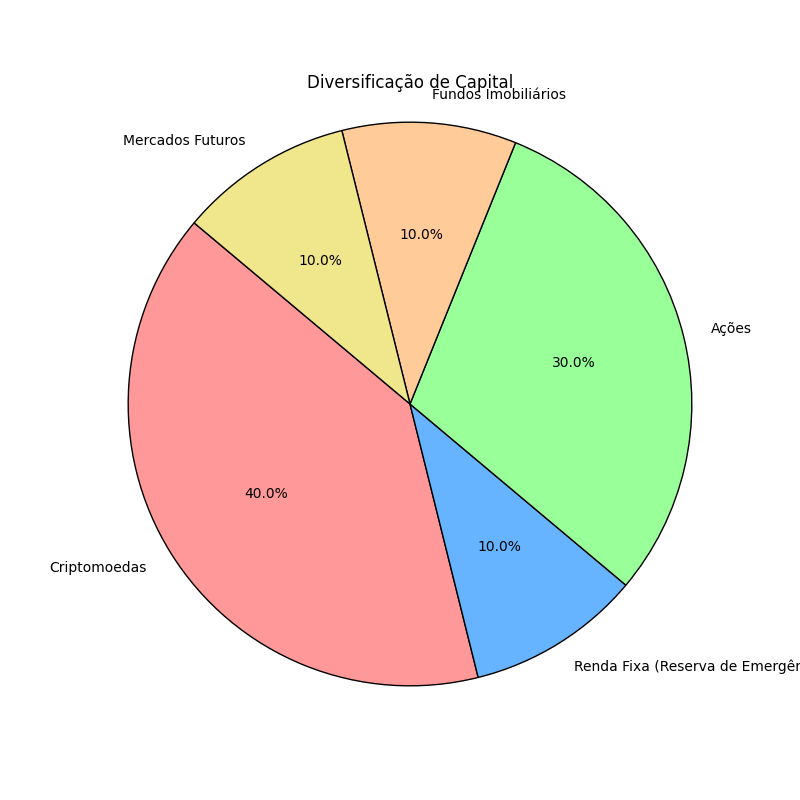 Diversificação de Capital
Fundos Imobiliários
Mercados Futuros
10.0%
10.0%
Ações
30.0%
40.0%
10.0%
Criptomoedas
Renda Fixa (Reserva de